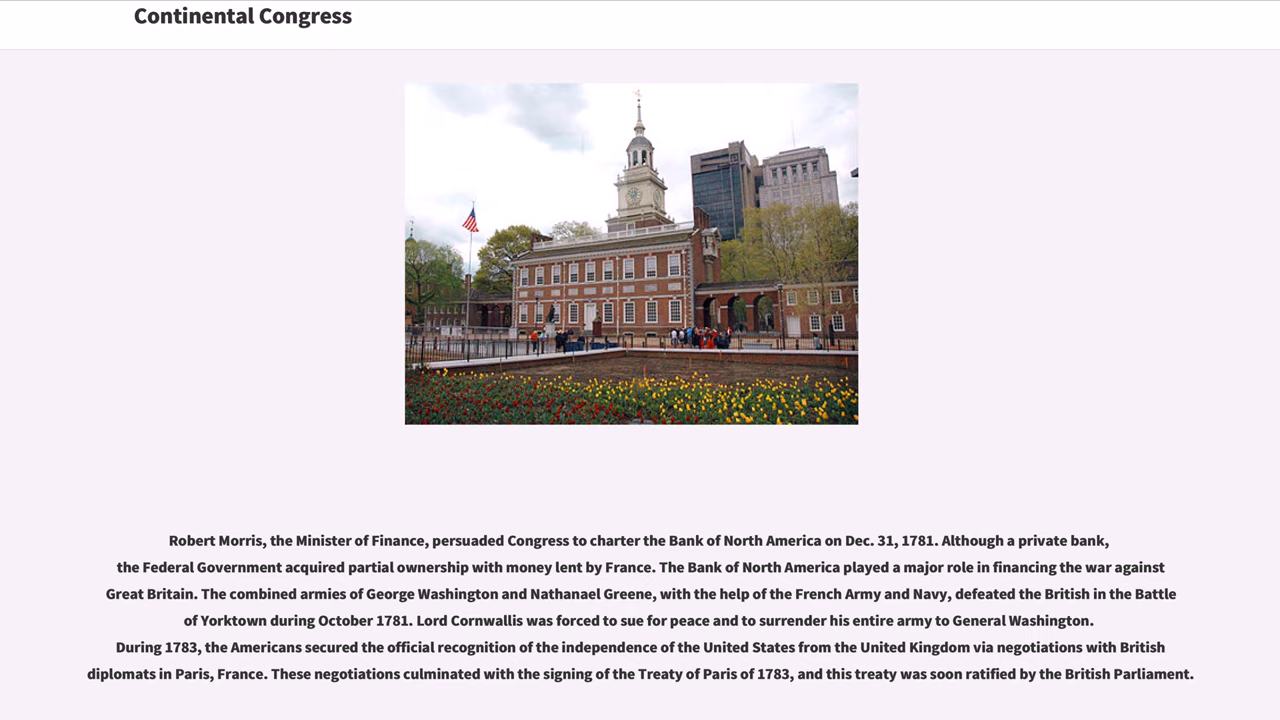 Continental Congress
Robert Morris, the Minister of Finance, persuaded Congress to charter the Bank of North America on Dec. 31, 1781. Although a private bank,
the Federal Government acquired partial ownership with money lent by France. The Bank of North America played a major role in financing the war against
Great Britain. The combined armies of George Washington and Nathanael Greene, with the help of the French Army and Navy, defeated the British in the Battle
of Yorktown during October 1781. Lord Cornwallis was forced to sue for peace and to surrender his entire army to General Washington.
During 1783, the Americans secured the official recognition of the independence of the United States from the United Kingdom via negotiations with British
diplomats in Paris, France. These negotiations culminated with the signing of the Treaty of Paris of 1783, and this treaty was soon ratified by the British Parliament.